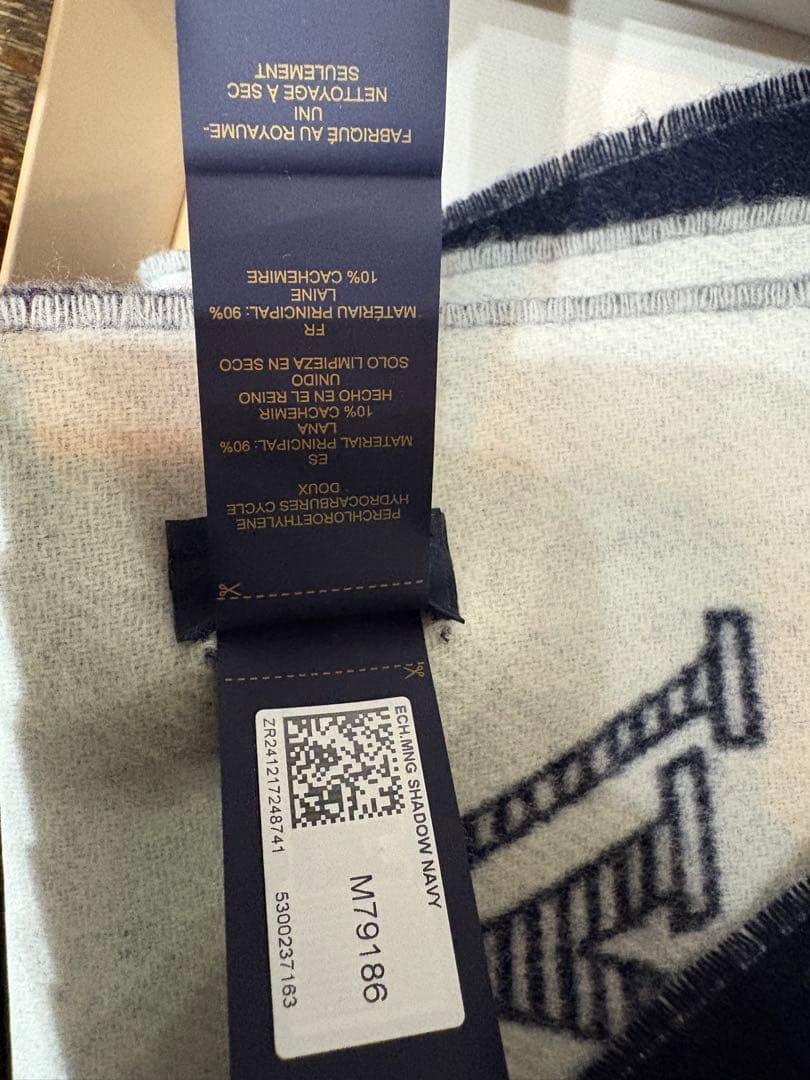 PERCHLOROETHYLENE
HYDROCARBURES CYCLE
DOUX
ES
MATERIAL PRINCIPAL: 90%
LANA
10% CACHEMIR
HECHO EN EL REINO
UNIDO
SOLO LIMPIEZA EN SECO
FR
MATÉRIAU PRINCIPAL: 90%
LAINE
10% CACHEMIRE
FABRIQUÉ AU ROYAUME-
UNI
NETTOYAGE À SEC
SEULEMENT
ECH.MNG SHADOW NAVY
M79186
ZR241217248741
5300237163